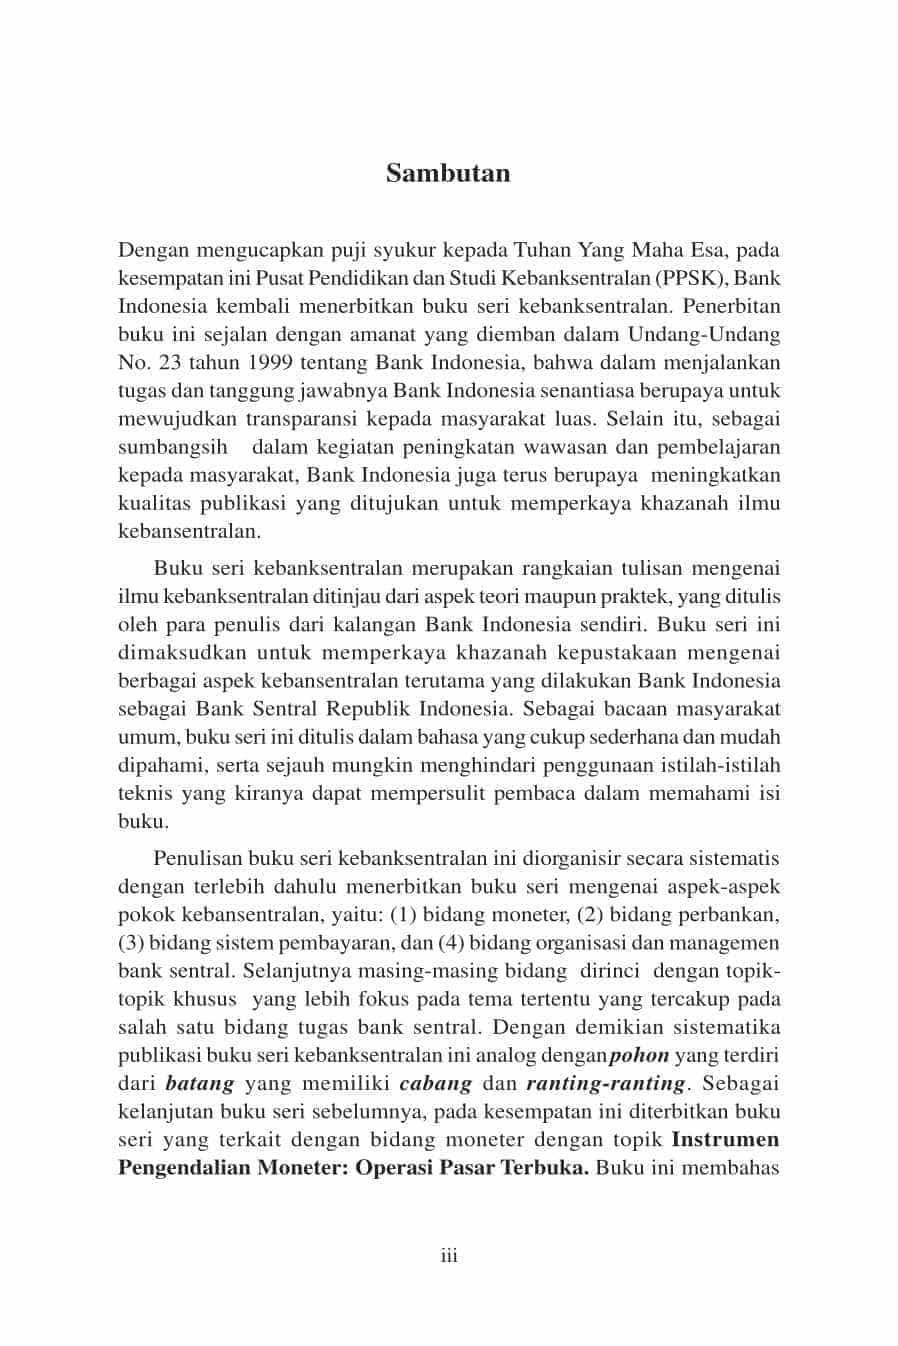 Sambutan
Dengan mengucapkan puji syukur kepada Tuhan Yang Maha Esa, pada
kesempatan ini Pusat Pendidikan dan Studi Kebanksentralan (PPSK), Bank
Indonesia kembali menerbitkan buku seri kebanksentralan. Penerbitan
buku ini sejalan dengan amanat yang diemban dalam Undang-Undang
No. 23 tahun 1999 tentang Bank Indonesia, bahwa dalam menjalankan
tugas dan tanggung jawabnya Bank Indonesia senantiasa berupaya untuk
mewujudkan transparansi kepada masyarakat luas. Selain itu, sebagai
sumbangsih dalam kegiatan peningkatan wawasan dan pembelajaran
kepada masyarakat, Bank Indonesia juga terus berupaya meningkatkan
kualitas publikasi yang ditujukan untuk memperkaya khazanah ilmu
kebansentralan.
Buku seri kebanksentralan merupakan rangkaian tulisan mengenai
ilmu kebanksentralan ditinjau dari aspek teori maupun praktek, yang ditulis
oleh para penulis dari kalangan Bank Indonesia sendiri. Buku seri ini
dimaksudkan untuk memperkaya khazanah kepustakaan mengenai
berbagai aspek kebansentralan terutama yang dilakukan Bank Indonesia
sebagai Bank Sentral Republik Indonesia. Sebagai bacaan masyarakat
umum, buku seri ini ditulis dalam bahasa yang cukup sederhana dan mudah
dipahami, serta sejauh mungkin menghindari penggunaan istilah-istilah
teknis yang kiranya dapat mempersulit pembaca dalam memahami isi
buku.
Penulisan buku seri kebanksentralan ini diorganisir secara sistematis
dengan terlebih dahulu menerbitkan buku seri mengenai aspek-aspek
pokok kebansentralan, yaitu: (1) bidang moneter, (2) bidang perbankan,
(3) bidang sistem pembayaran, dan (4) bidang organisasi dan managemen
bank sentral. Selanjutnya masing-masing bidang dirinci dengan topik-
topik khusus yang lebih fokus pada tema tertentu yang tercakup pada
salah satu bidang tugas bank sentral. Dengan demikian sistematika
publikasi buku seri kebanksentralan ini analog dengan pohon yang terdiri
dari batang yang memiliki cabang dan ranting-ranting. Sebagai
kelanjutan buku seri sebelumnya, pada kesempatan ini diterbitkan buku
seri yang terkait dengan bidang moneter dengan topik Instrumen
Pengendalian Moneter: Operasi Pasar Terbuka. Buku ini membahas
iii